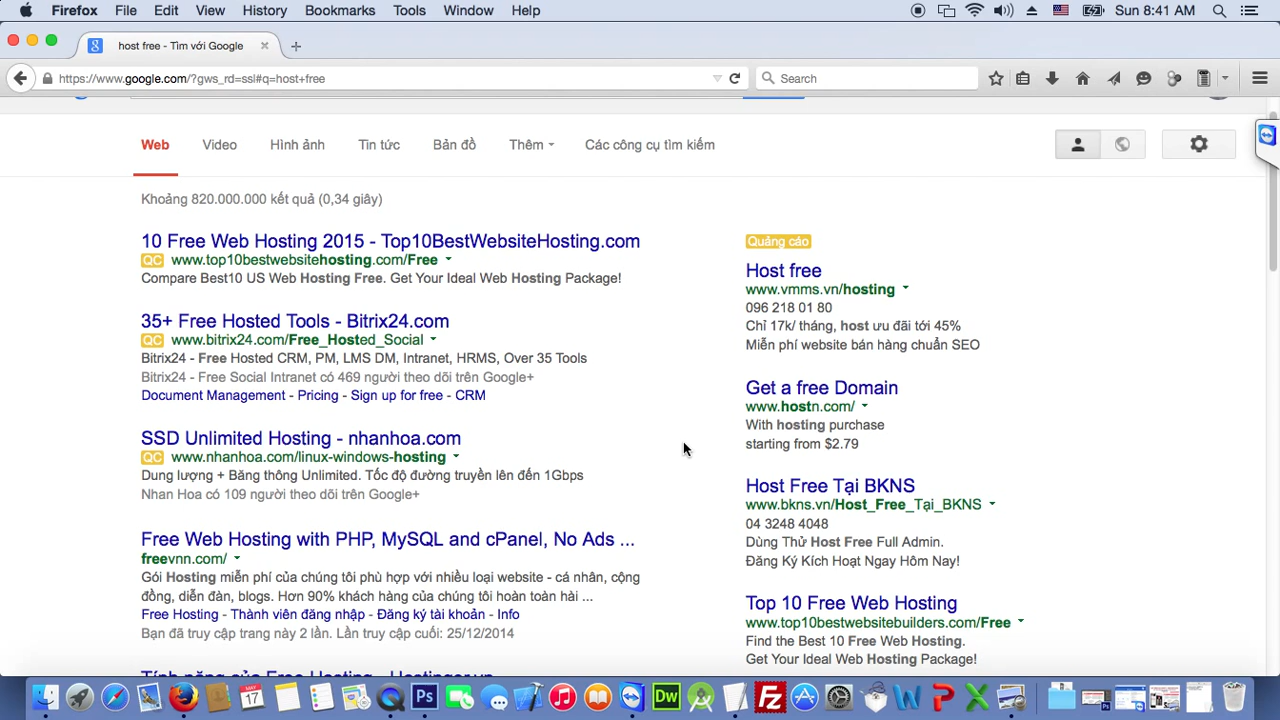 Firefox File Edit View History Bookmarks Tools Window Help Sun 8:41 AM
host free - Tìm với Google
https://www.google.com/?gws_rd=ssl#q=host+free
Search
Web Video Hình ảnh Tin tức Bản đồ Thêm Các công cụ tìm kiếm
Khoảng 820.000.000 kết quả (0,34 giây)
10 Free Web Hosting 2015 - Top10BestWebsiteHosting.com
QC www.top10bestwebsitehosting.com/Free
Compare Best10 US Web Hosting Free. Get Your Ideal Web Hosting Package!
35+ Free Hosted Tools - Bitrix24.com
QC www.bitrix24.com/Free_Hosted_Social
Bitrix24 - Free Hosted CRM, PM, LMS DM, Intranet, HRMS, Over 35 Tools
Bitrix24 - Free Social Intranet có 469 người theo dõi trên Google+
Document Management - Pricing - Sign up for free - CRM
SSD Unlimited Hosting - nhanhoa.com
QC www.nhanhoa.com/linux-windows-hosting
Dung lượng + Băng thông Unlimited. Tốc độ đường truyền lên đến 1Gbps
Nhan Hoa có 109 người theo dõi trên Google+
Free Web Hosting with PHP, MySQL and cPanel, No Ads ...
freevnn.com/
Gói Hosting miễn phí của chúng tôi phù hợp với nhiều loại website - cá nhân, cộng
đồng, diễn đàn, blogs. Hơn 90% khách hàng của chúng tôi hoàn toàn hài ...
Free Hosting - Thành viên đăng nhập - Đăng ký tài khoản - Info
Bạn đã truy cập trang này 2 lần. Lần truy cập cuối: 25/12/2014
Tính năng của Free Hosting - Hostinger.vn
Quảng cáo
Host free
www.vmms.vn/hosting
096 218 01 80
Chỉ 17k/ tháng, host ưu đãi tới 45%
Miễn phí website bán hàng chuẩn SEO
Get a free Domain
www.hostn.com/
With hosting purchase
starting from $2.79
Host Free Tại BKNS
www.bkns.vn/Host_Free_Tại_BKNS
04 3248 4048
Dùng Thử Host Free Full Admin.
Đăng Ký Kích Hoạt Ngay Hôm Nay!
Top 10 Free Web Hosting
www.top10bestwebsitebuilders.com/Free
Find the Best 10 Free Web Hosting.
Get Your Ideal Web Hosting Package!
MAY
17
Ps
Dw
Fz